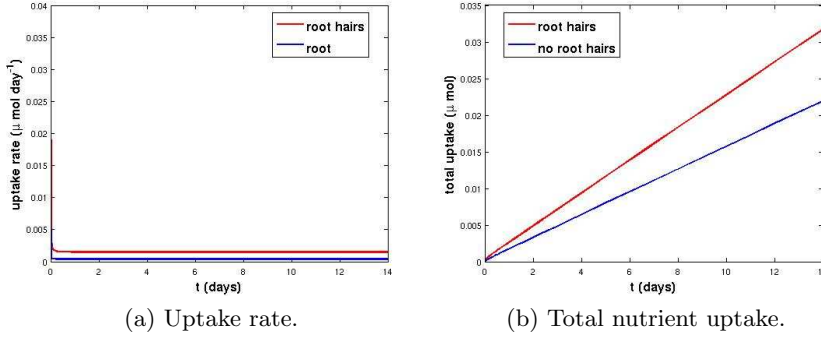 0.04
0.035
0.03
0.025
0.02
0.015
0.01
0.005
0
uptake rate (μ mol day⁻¹)
root hairs
root
0 2 4 6 8 10 12 14
t (days)
(a) Uptake rate.
0.035
0.03
0.025
0.02
0.015
0.01
0.005
0
total uptake (μ mol)
root hairs
no root hairs
0 2 4 6 8 10 12 14
t (days)
(b) Total nutrient uptake.